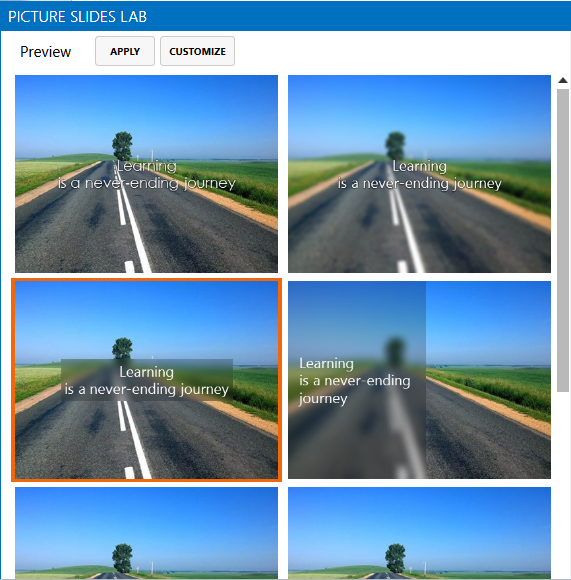 PICTURE SLIDES LAB
Preview
APPLY
CUSTOMIZE
Learning
is a never-ending journey
Learning
is a never-ending journey
Learning
is a never-ending journey
Learning
is a never-ending
journey